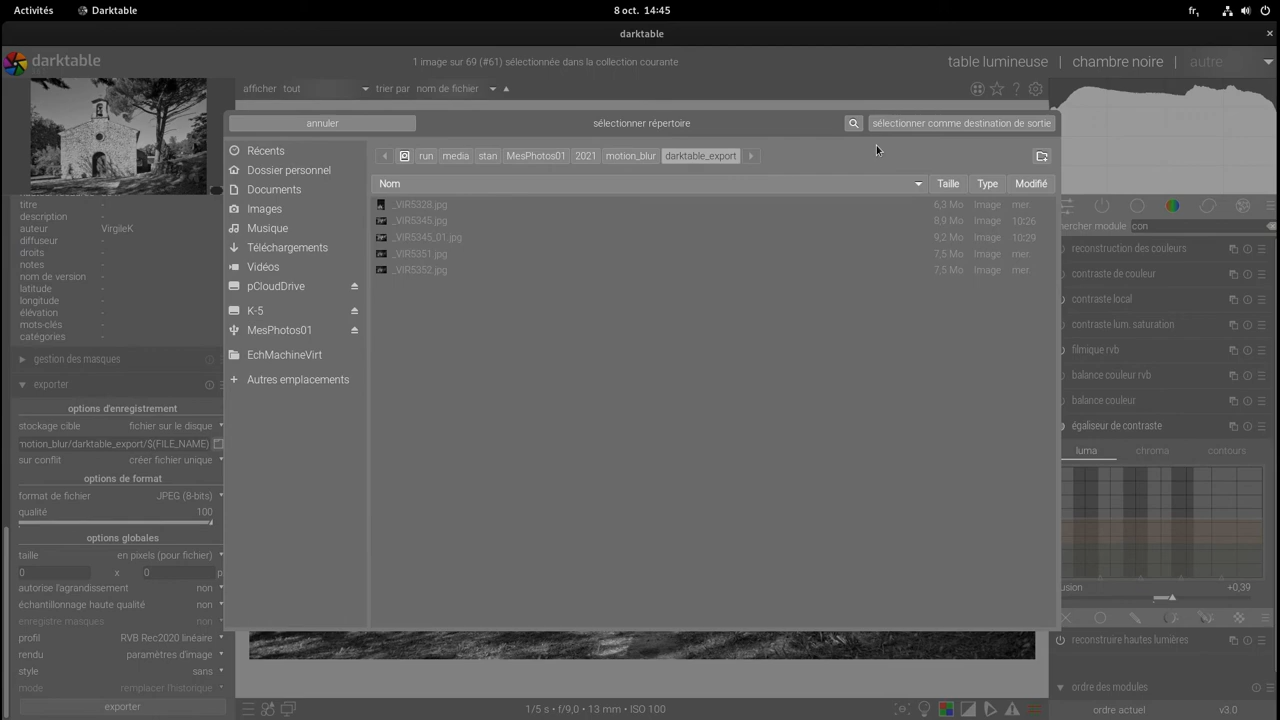 Activités
Darktable
8 oct. 14:45
fr₁
darktable
darktable
1 image sur 69 (#61) sélectionnée dans la collection courante
table lumineuse | chambre noire | autre
afficher tout
trier par nom de fichier
annuler
sélectionner répertoire
sélectionner comme destination de sortie
Récents
Dossier personnel
Documents
Images
Musique
Téléchargements
Vidéos
pCloudDrive
K-5
MesPhotos01
EchMachineVirt
Autres emplacements
run media stan MesPhotos01 2021 motion_blur darktable_export
Nom Taille Type Modifié
_VIR5328.jpg 6,3 Mo Image mer.
_VIR5345.jpg 8,9 Mo Image 10:26
_VIR5345_01.jpg 9,2 Mo Image 10:29
_VIR5351.jpg 7,5 Mo Image mer.
_VIR5352.jpg 7,5 Mo Image mer.
titre -
description -
auteur VirgileK
diffuseur -
droits -
notes -
nom de version -
latitude -
longitude -
élévation -
mots-clés -
catégories -
gestion des masques
exporter
options d'enregistrement
stockage cible fichier sur le disque
motion_blur/darktable_export/$(FILE_NAME)
sur conflit créer fichier unique
options de format
format de fichier JPEG (8-bits)
qualité 100
options globales
taille en pixels (pour fichier)
0 x 0 p
autorise l'agrandissement non
échantillonnage haute qualité non
enregistre masques non
profil RVB Rec2020 linéaire
rendu paramètres d'image
style sans
mode remplacer l'historique
exporter
1/5 s • f/9,0 • 13 mm • ISO 100
chercher module con
reconstruction des couleurs
contraste de couleur
contraste local
contraste lum. saturation
filmique rvb
balance couleur rvb
balance couleur
égaliseur de contraste
luma chroma contours
usion +0,39
reconstruire hautes lumières
ordre des modules
ordre actuel v3.0